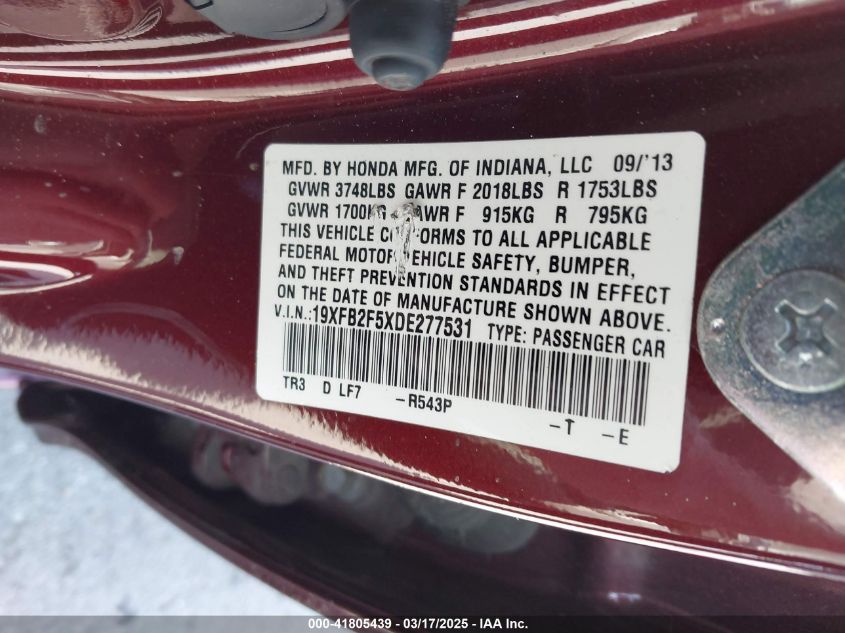 MFD. BY HONDA MFG. OF INDIANA, LLC 09/'13
GVWR 3748LBS GAWR F 2018LBS R 1753LBS
GVWR 1700KG AWR F 915KG R 795KG
THIS VEHICLE C ORMS TO ALL APPLICABLE
FEDERAL MOTOR VEHICLE SAFETY, BUMPER,
AND THEFT PREVENTION STANDARDS IN EFFECT
ON THE DATE OF MANUFACTURE SHOWN ABOVE.
V.I.N.:19XFB2F5XDE277531 TYPE: PASSENGER CAR
TR3 D LF7 -R543P
-T -E
000-41805439 - 03/17/2025 - IAA, Inc.